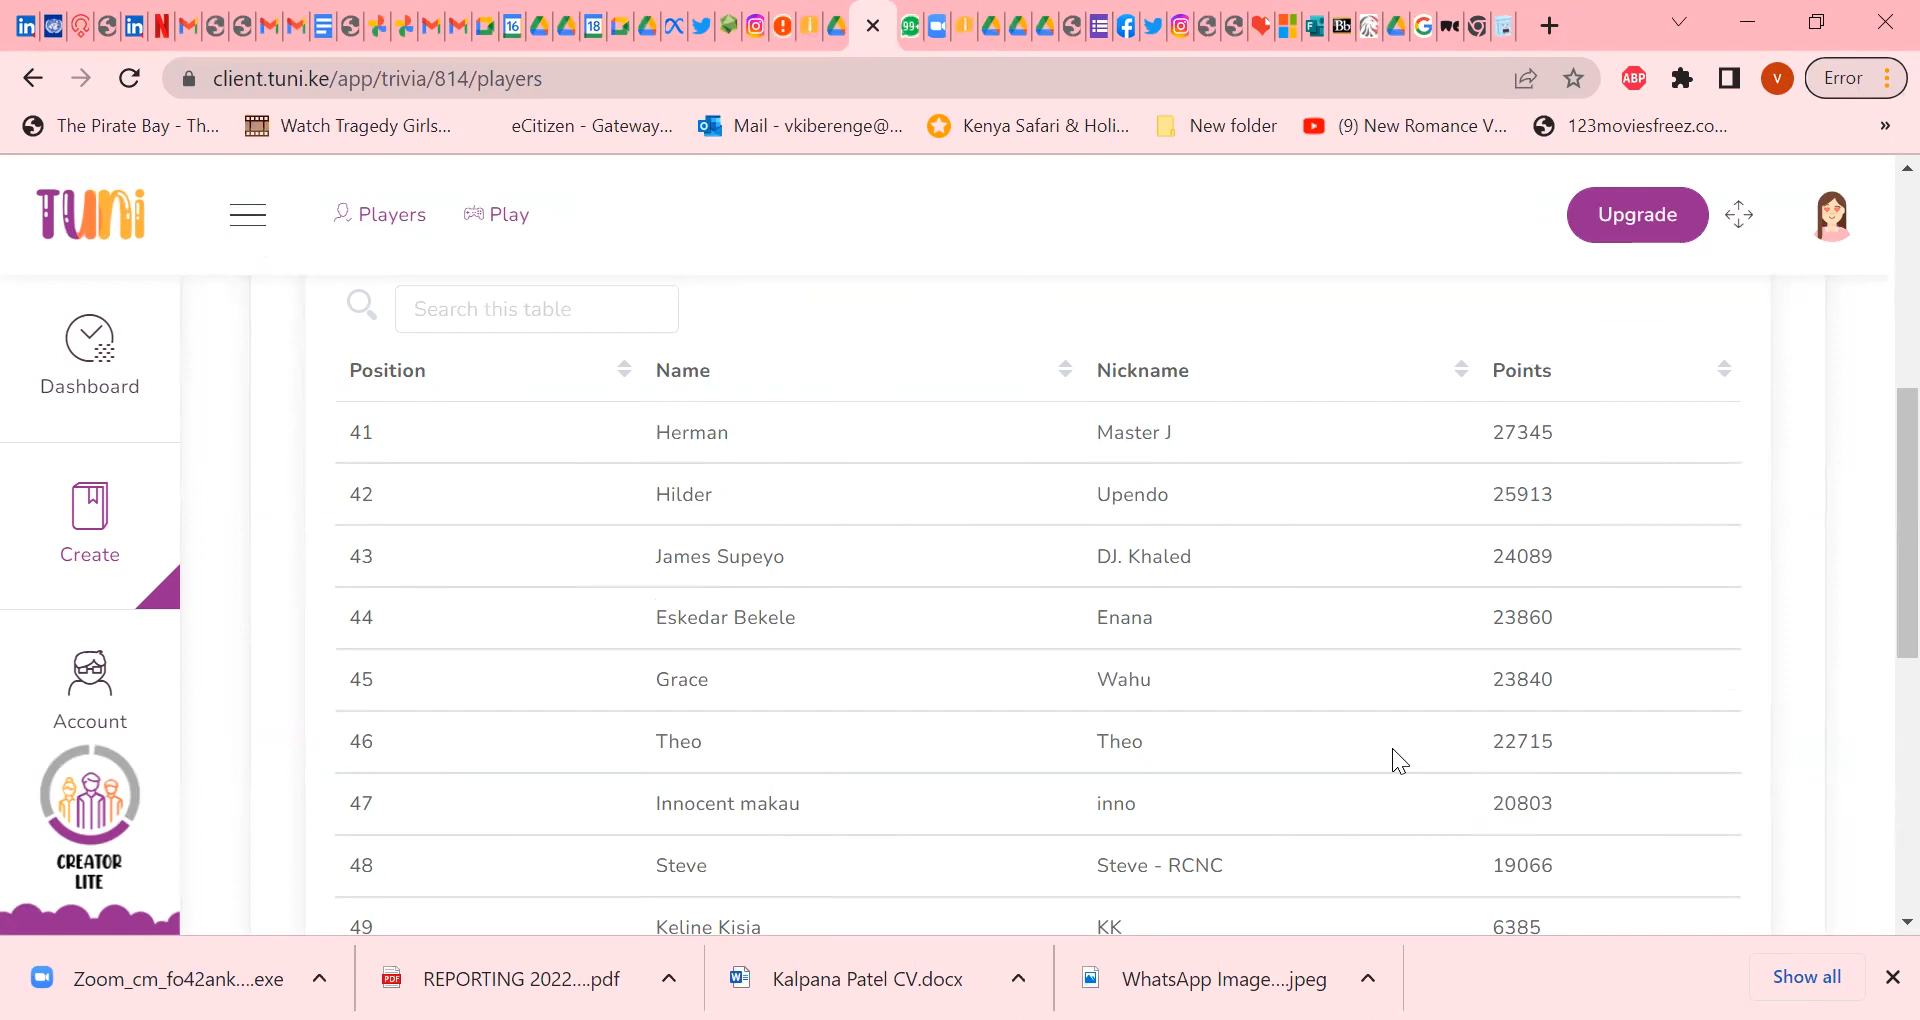 99+
16
18
Bb
client.tuni.ke/app/trivia/814/players
ABP
V
Error
The Pirate Bay - Th...
Watch Tragedy Girls...
eCitizen - Gateway...
Mail - vkiberenge@...
Kenya Safari & Holi...
New folder
(9) New Romance V...
123moviesfreez.co...
»
TUNi
Players
Play
Upgrade
Search this table
Position Name Nickname Points
41 Herman Master J 27345
42 Hilder Upendo 25913
43 James Supeyo DJ. Khaled 24089
44 Eskedar Bekele Enana 23860
45 Grace Wahu 23840
46 Theo Theo 22715
47 Innocent makau inno 20803
48 Steve Steve - RCNC 19066
49 Keline Kisia KK 6385
Dashboard
Create
Account
CREATOR
LITE
Zoom_cm_fo42ank....exe
REPORTING 2022....pdf
Kalpana Patel CV.docx
WhatsApp Image....jpeg
Show all